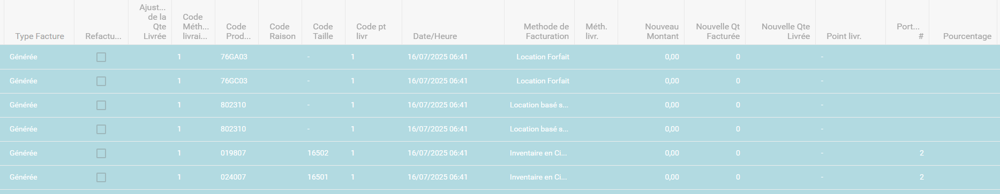 Type Facture Refactu... Ajust... de la Qte Livrée Code Méth... livrai... Code Prod... Code Raison Code Taille Code pt livr Date/Heure Methode de Facturation Méth. livr. Nouveau Montant Nouvelle Qt Facturée Nouvelle Qte Livrée Point livr. Port... # Pourcentage
Générée 1 76GA03 - 1 16/07/2025 06:41 Location Forfait 0,00 0 -
Générée 1 76GC03 - 1 16/07/2025 06:41 Location Forfait 0,00 0 -
Générée 1 802310 - 1 16/07/2025 06:41 Location basé s... 0,00 0 -
Générée 1 802310 - 1 16/07/2025 06:41 Location basé s... 0,00 0 -
Générée 1 019807 16502 1 16/07/2025 06:41 Inventaire en Ci... 0,00 0 - 2
Générée 1 024007 16501 1 16/07/2025 06:41 Inventaire en Ci... 0,00 0 - 2